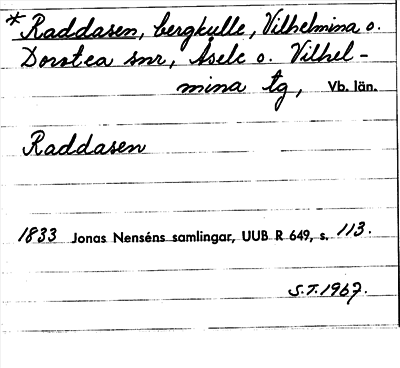 * Raddasen, bergkulle, Vilhelmina o.
Dorotea snr, Åsele o. Vilhel-
mina tg, Vb. län.
Raddasen
1833 Jonas Nenséns samlingar, UUB R 649, s. 113.
S.T. 1967.